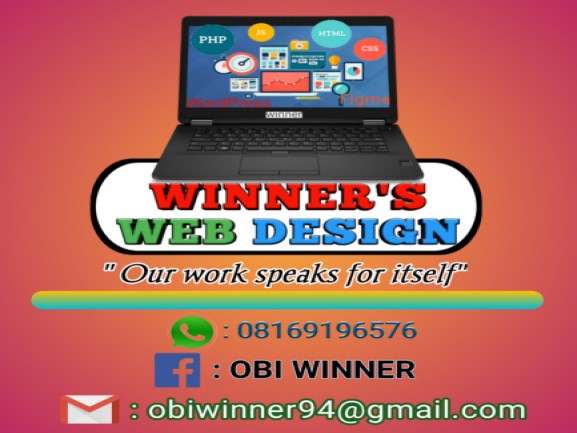 PHP
JS
HTML
CSS
WordPress
Figma
winner
WINNER'S
WEB DESIGN
"Our work speaks for itself"
: 08169196576
: OBI WINNER
: obiwinner94@gmail.com